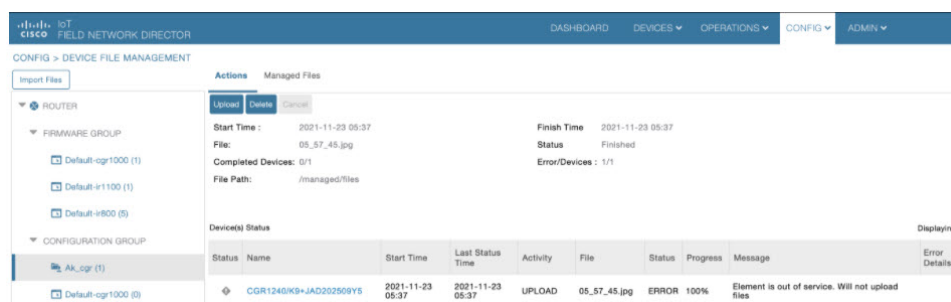 IoT
CISCO FIELD NETWORK DIRECTOR
DASHBOARD DEVICES OPERATIONS CONFIG ADMIN
CONFIG > DEVICE FILE MANAGEMENT
Import Files
Actions Managed Files
ROUTER
Upload Delete Cancel
FIRMWARE GROUP
Start Time : 2021-11-23 05:37 Finish Time 2021-11-23 05:37
File: 05_57_45.jpg Status Finished
Default-cgr1000 (1)
Completed Devices: 0/1 Error/Devices : 1/1
File Path: /managed/files
Default-ir1100 (1)
Default-ir800 (5)
Device(s) Status Displayin
CONFIGURATION GROUP
Status Name Start Time Last Status Time Activity File Status Progress Message Error Details
Ak_cgr (1)
Default-cgr1000 (0)
CGR1240/K9+JAD202509Y5 2021-11-23 05:37 2021-11-23 05:37 UPLOAD 05_57_45.jpg ERROR 100% Element is out of service. Will not upload files